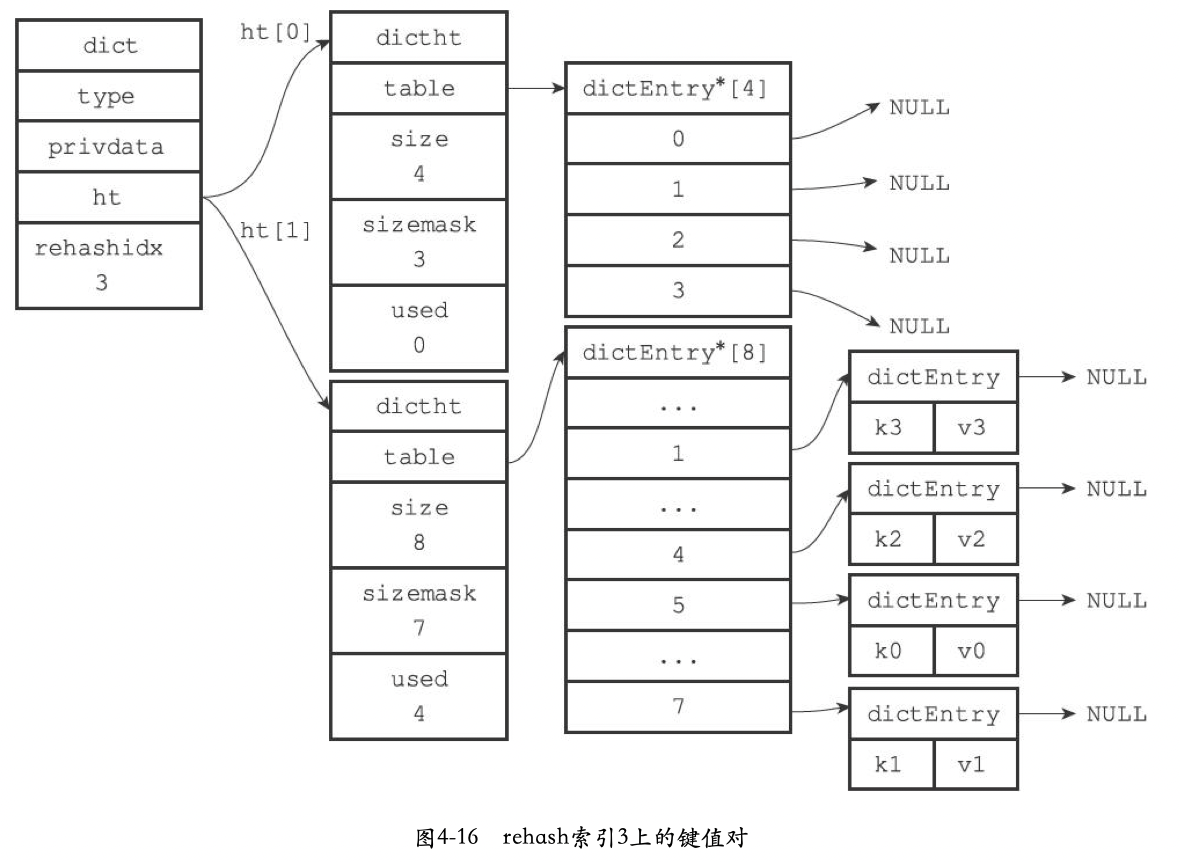 dict
type
privdata
ht
rehashidx
3
ht[0]
ht[1]
dictht
table
size
4
sizemask
3
used
0
dictht
table
size
8
sizemask
7
used
4
dictEntry*[4]
0
1
2
3
NULL
NULL
NULL
NULL
dictEntry*[8]
...
1
...
4
5
...
7
dictEntry
NULL
k3 v3
dictEntry
NULL
k2 v2
dictEntry
NULL
k0 v0
dictEntry
NULL
k1 v1
图4-16 rehash索引3上的键值对